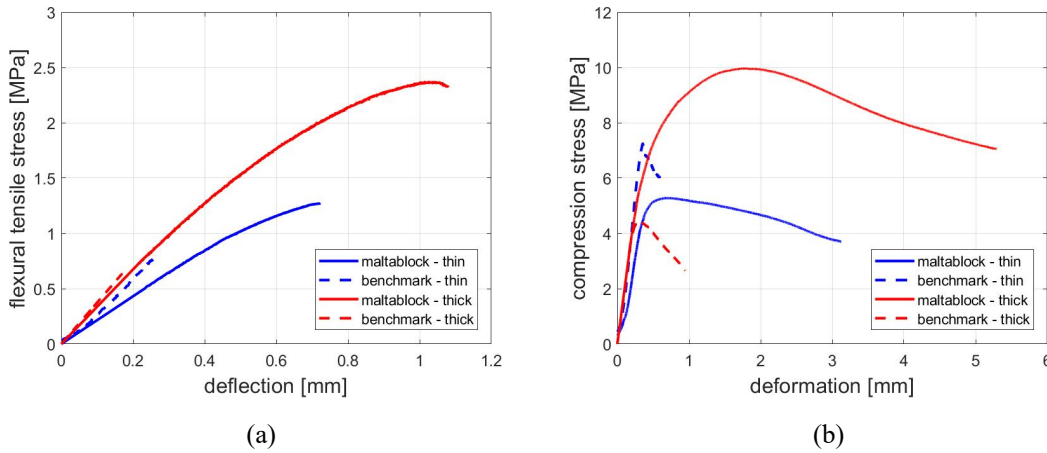 3
2.5
2
1.5
1
0.5
0
flexural tensile stress [MPa]
0 0.2 0.4 0.6 0.8 1 1.2
deflection [mm]
maltablock - thin
benchmark - thin
maltablock - thick
benchmark - thick
(a)
12
10
8
6
4
2
0
compression stress [MPa]
0 1 2 3 4 5 6
deformation [mm]
maltablock - thin
benchmark - thin
maltablock - thick
benchmark - thick
(b)